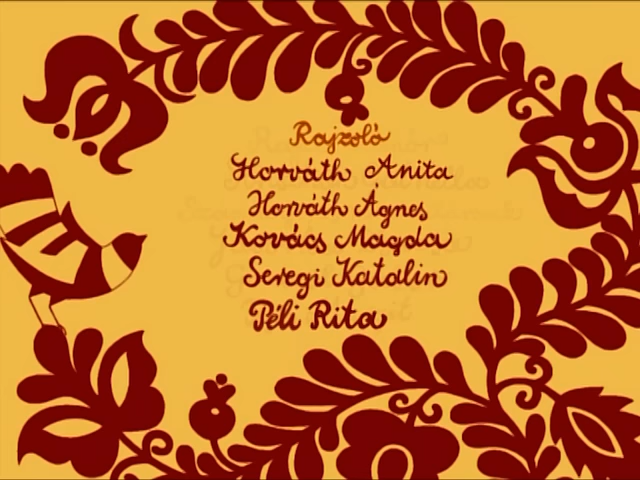 Rajzoló
Horváth Anita
Horváth Ágnes
Kovács Magda
Seregi Katalin
Péli Rita